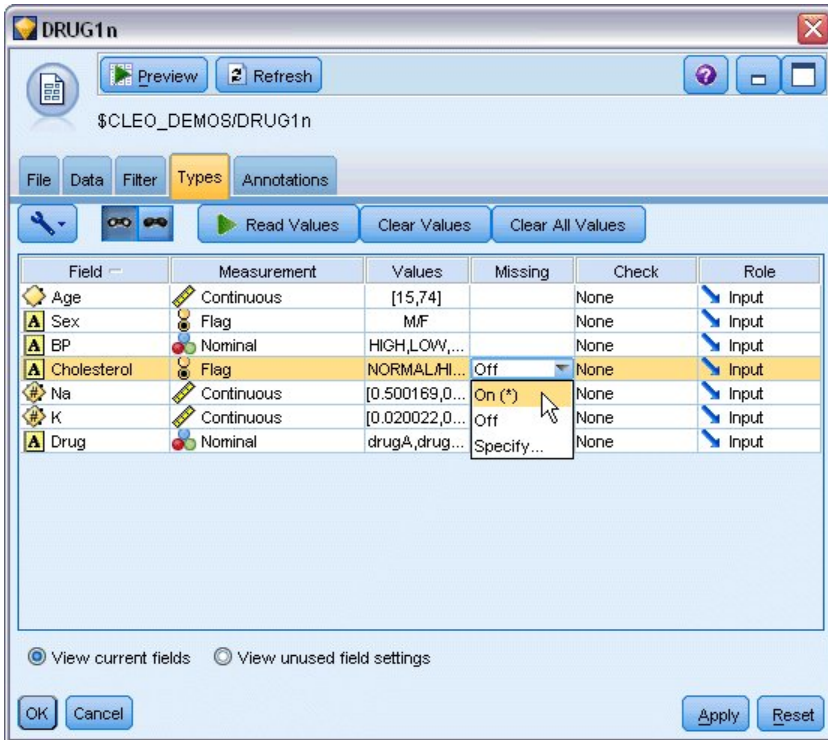 DRUG1n
Preview Refresh
$CLEO_DEMOS/DRUG1n
File Data Filter Types Annotations
Read Values Clear Values Clear All Values
Field Measurement Values Missing Check Role
Age Continuous [15,74] None Input
A Sex Flag M/F None Input
A BP Nominal HIGH,LOW,... None Input
A Cholesterol Flag NORMAL/HI... Off None Input
# Na Continuous [0.500169,0... On (*) None Input
# K Continuous [0.020022,0... Off None Input
A Drug Nominal drugA,drug... Specify... None Input
View current fields View unused field settings
OK Cancel Apply Reset